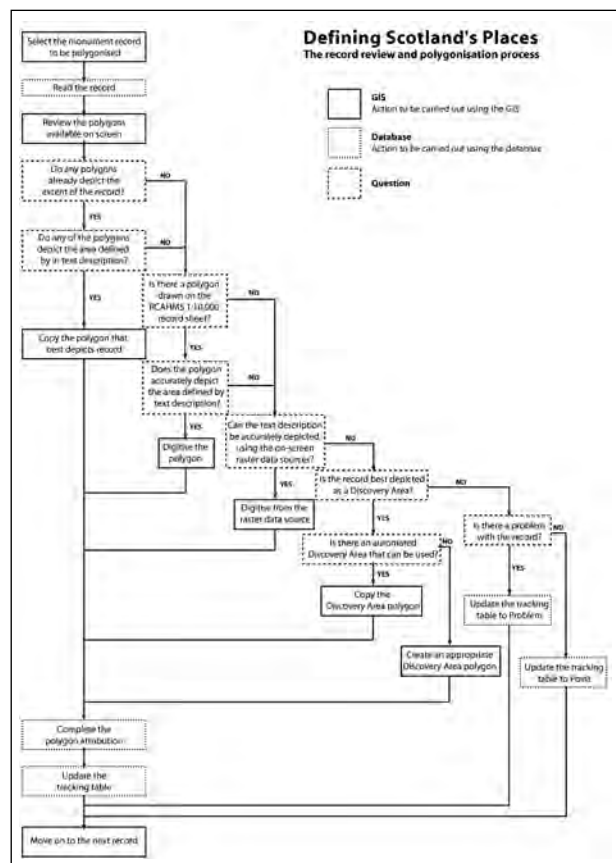 Defining Scotland's Places
The record review and polygonisation process
Select the monument record
to be polygonised
Read the record
Review the polygons
available on screen
GIS
Action to be carried out using the GIS
Database
Action to be carried out using the database
Question
Do any polygons
already depict the
extent of the record?
NO
YES
Do any of the polygons
depict the area defined
by in text description?
NO
YES
Copy the polygon that
best depicts record
Is there a polygon
drawn on the
RCAHMS 1:10,000
record sheet?
NO
YES
Does the polygon
accurately depict
the area defined by
text description?
NO
YES
Digitise the
polygon
Can the text description
be accurately depicted,
using the on-screen
raster data sources?
NO
YES
Digitise from the
raster data source
Is the record best depicted
as a Discovery Area?
NO
YES
Is there an automated
Discovery Area that can be used?
NO
YES
Copy the
Discovery Area polygon
Is there a problem
with the record?
NO
YES
Update the tracking
table to Problem
Create an appropriate
Discovery Area polygon
Update the tracking
table to
Complete the
polygon attribution
Update the
tracking table
Move on to the next record